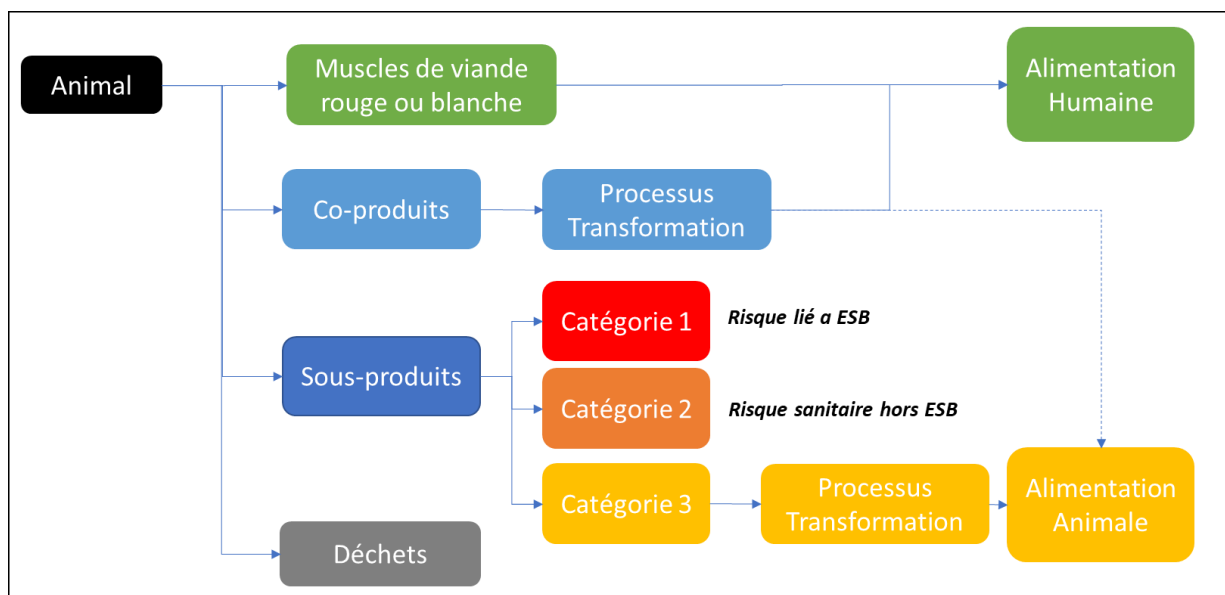 Animal
Muscles de viande
rouge ou blanche
Alimentation
Humaine
Co-produits
Processus
Transformation
Sous-produits
Catégorie 1
Risque lié a ESB
Catégorie 2
Risque sanitaire hors ESB
Catégorie 3
Processus
Transformation
Alimentation
Animale
Déchets